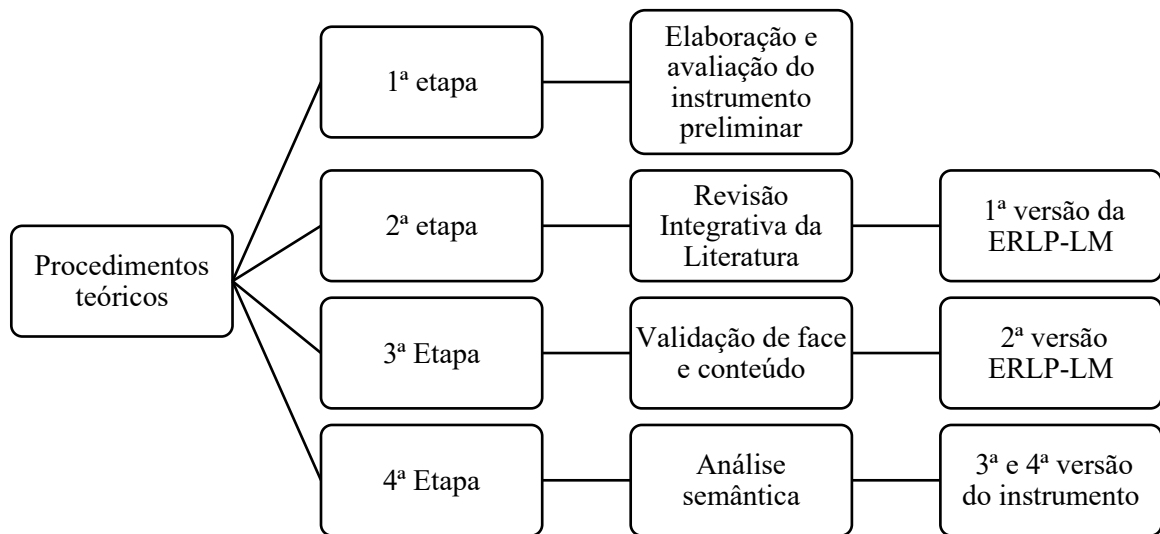 Procedimentos
teóricos
1ª etapa
Elaboração e
avaliação do
instrumento
preliminar
2ª etapa
Revisão
Integrativa da
Literatura
1ª versão da
ERLP-LM
3ª Etapa
Validação de face
e conteúdo
2ª versão
ERLP-LM
4ª Etapa
Análise
semântica
3ª e 4ª versão
do instrumento